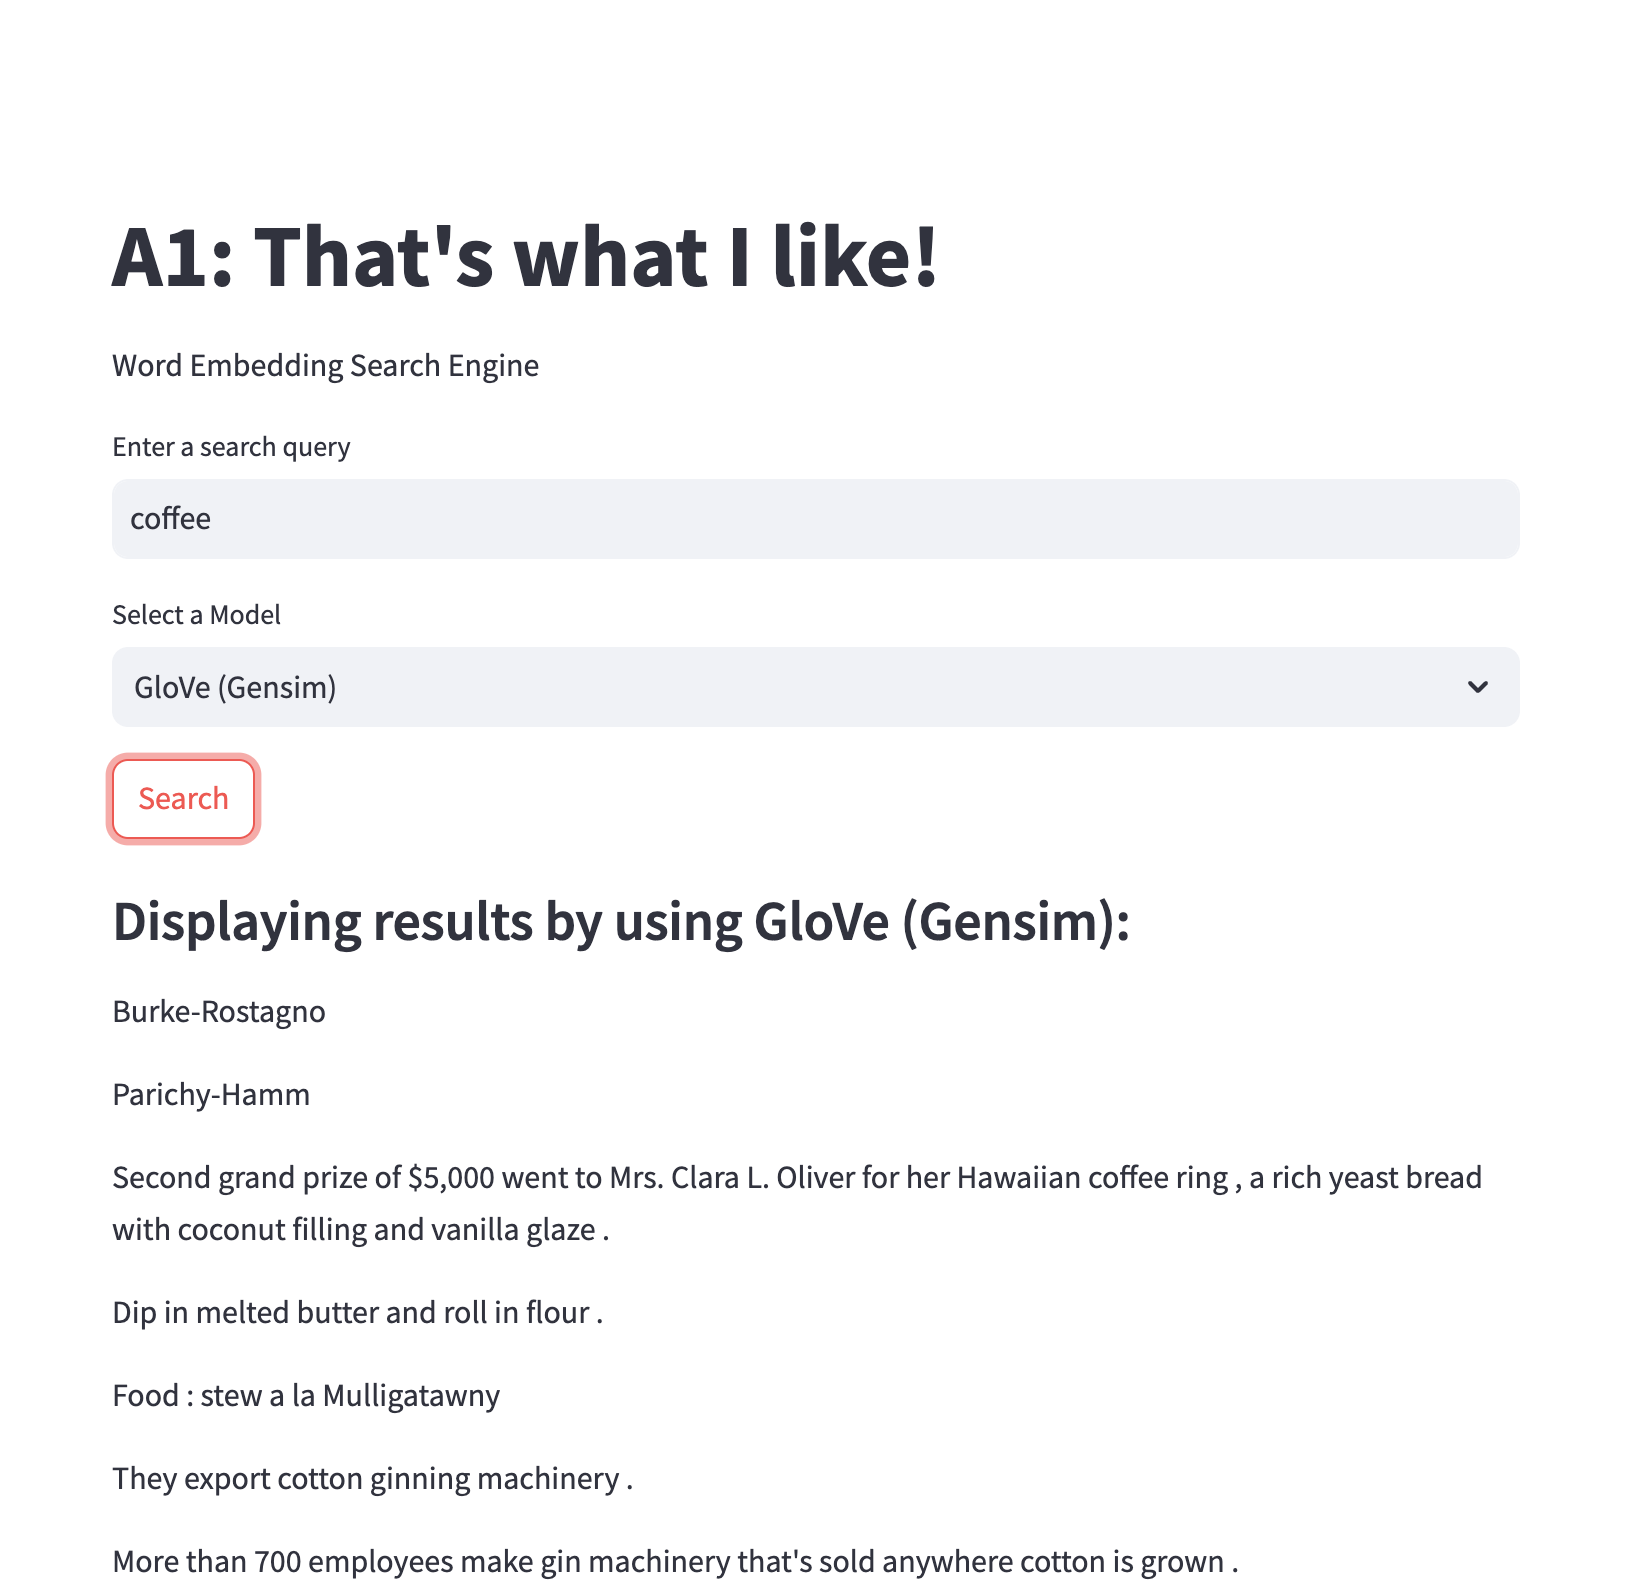 A1: That's what I like!
Word Embedding Search Engine
Enter a search query
coffee
Select a Model
GloVe (Gensim)
Search
Displaying results by using GloVe (Gensim):
Burke-Rostagno
Parichy-Hamm
Second grand prize of $5,000 went to Mrs. Clara L. Oliver for her Hawaiian coffee ring , a rich yeast bread
with coconut filling and vanilla glaze .
Dip in melted butter and roll in flour .
Food : stew a la Mulligatawny
They export cotton ginning machinery .
More than 700 employees make gin machinery that's sold anywhere cotton is grown .